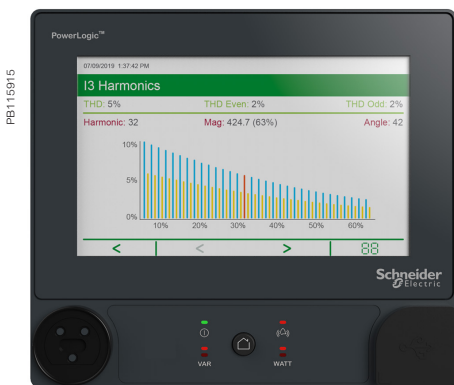 PB115915
PowerLogic™
07/09/2019 1:37:42 PM
I3 Harmonics
THD: 5% THD Even: 2% THD Odd: 2%
Harmonic: 32 Mag: 424.7 (63%) Angle: 42
10%
5%
0%
10% 20% 30% 40% 50% 60%
< < > 88
Schneider
Electric
VAR WATT